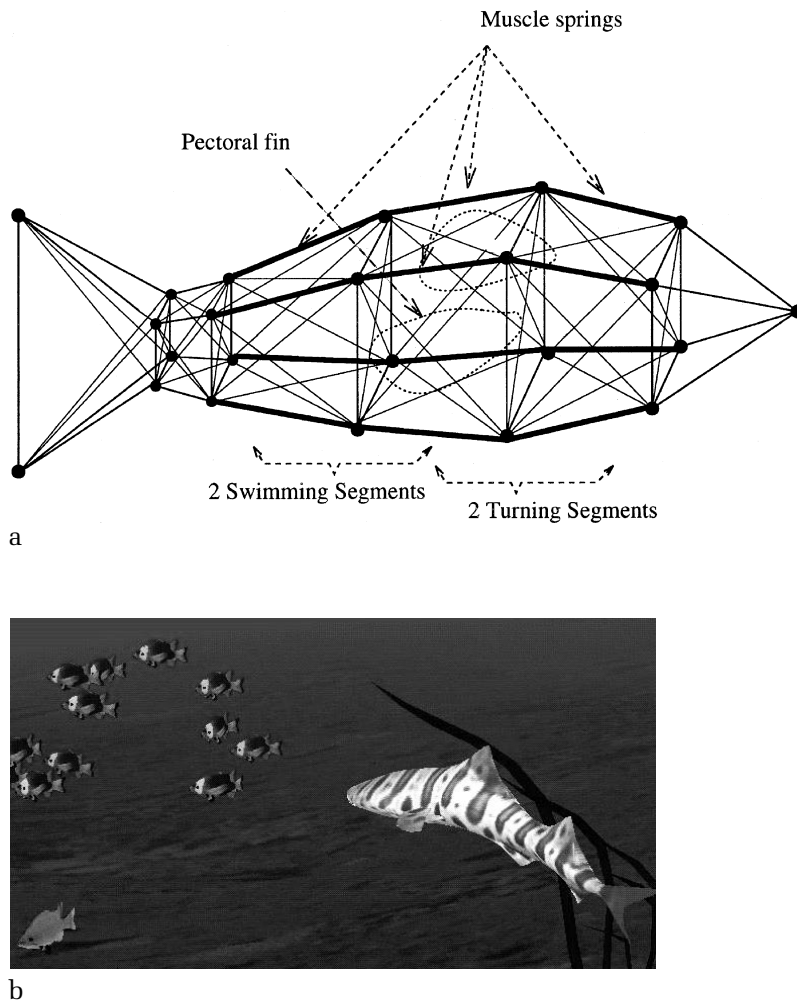 Muscle springs
Pectoral fin
2 Swimming Segments
2 Turning Segments
a
b